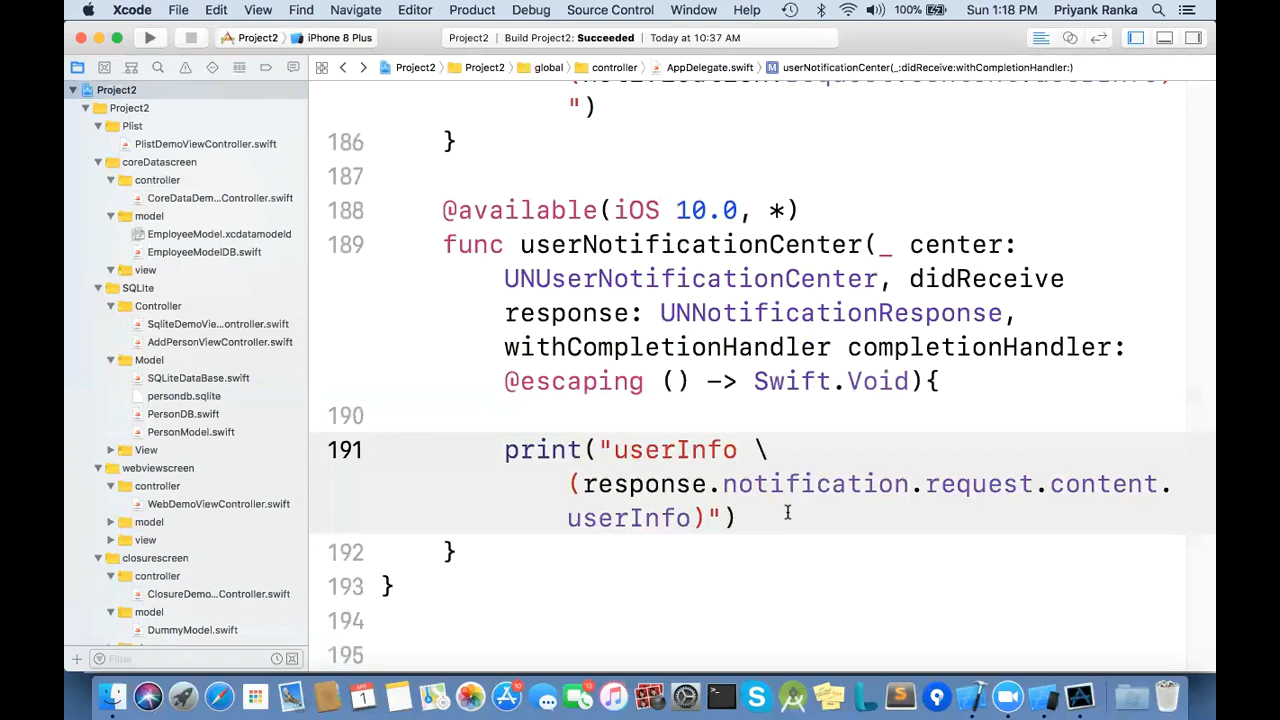 Xcode File Edit View Find Navigate Editor Product Debug Source Control Window Help 100% Sun 1:18 PM Priyank Ranka
Project2 iPhone 8 Plus Project2 Build Project2: Succeeded Today at 10:37 AM
Project2 Project2 global controller AppDelegate.swift M userNotificationCenter(_:didReceive:withCompletionHandler:)
Project2
Project2
Plist
PlistDemoViewController.swift
coreDatascreen
controller
CoreDataDem...Controller.swift
model
EmployeeModel.xcdatamodeld
EmployeeModelDB.swift
view
SQLite
Controller
SqliteDemoVie...ontroller.swift
AddPersonViewController.swift
Model
SQLiteDataBase.swift
persondb.sqlite
PersonDB.swift
PersonModel.swift
View
webviewscreen
controller
WebDemoViewController.swift
model
view
closurescreen
controller
ClosureDemo...Controller.swift
model
DummyModel.swift
Filter
")
186 }
187
188 @available(iOS 10.0, *)
189 func userNotificationCenter(_ center:
UNUserNotificationCenter, didReceive
response: UNNotificationResponse,
withCompletionHandler completionHandler:
@escaping () -> Swift.Void){
190
191 print("userInfo \
(response.notification.request.content.
userInfo)")
192 }
193 }
194
195